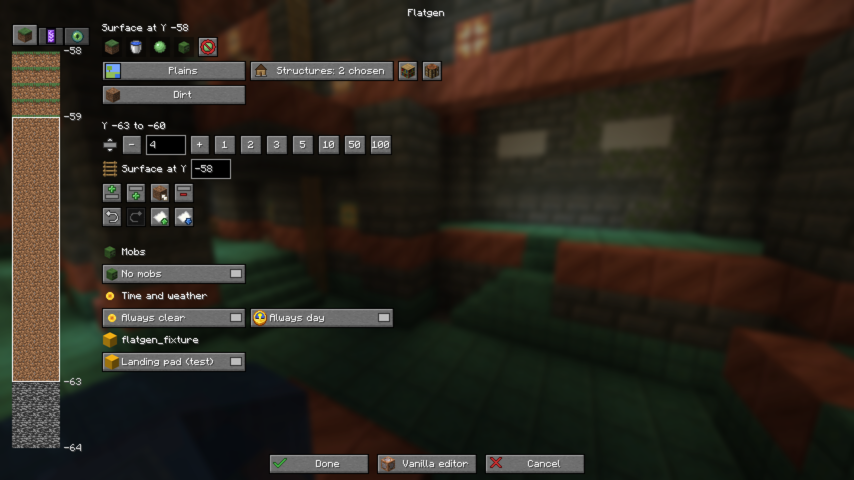 Flatgen
Surface at Y -58
-58
Plains
Structures: 2 chosen
Dirt
-59
Y -63 to -60
- 4 + 1 2 3 5 10 50 100
Surface at Y -58
Mobs
No mobs
Time and weather
Always clear
Always day
flatgen_fixture
Landing pad (test)
-63
-64
Done
Vanilla editor
Cancel